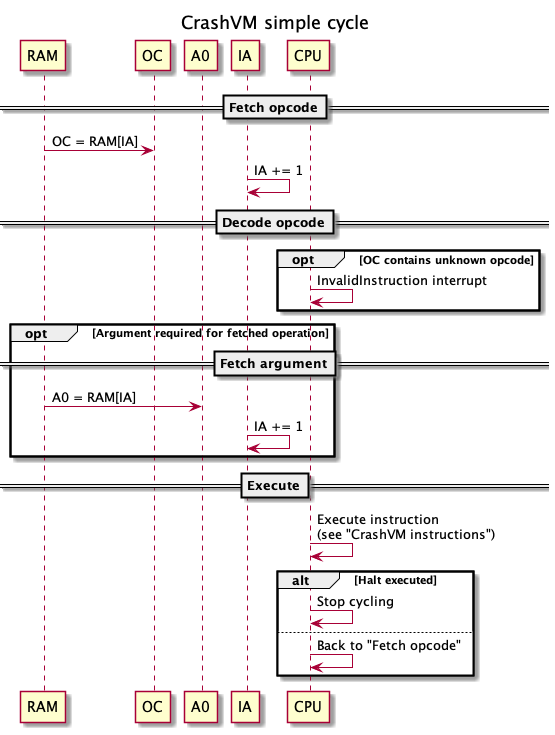 CrashVM simple cycle
RAM OC A0 IA CPU
Fetch opcode
OC = RAM[IA]
IA += 1
Decode opcode
opt [OC contains unknown opcode]
InvalidInstruction interrupt
opt [Argument required for fetched operation]
Fetch argument
A0 = RAM[IA]
IA += 1
Execute
Execute instruction
(see "CrashVM instructions")
alt [Halt executed]
Stop cycling
Back to "Fetch opcode"
RAM OC A0 IA CPU